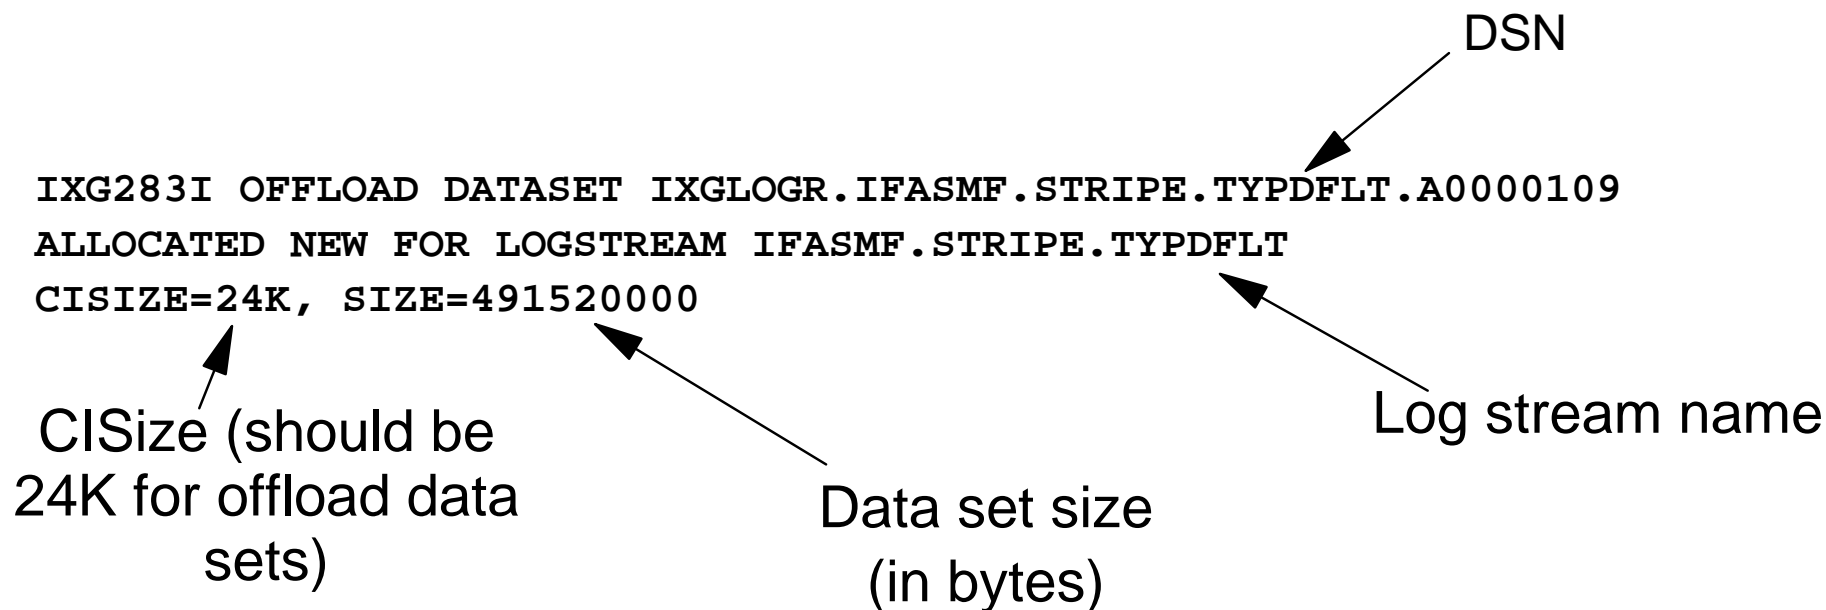 DSN
IXG283I OFFLOAD DATASET IXGLOGR.IFASMF.STRIPE.TYPDFLT.A0000109
ALLOCATED NEW FOR LOGSTREAM IFASMF.STRIPE.TYPDFLT
CISIZE=24K, SIZE=491520000
CISize (should be
24K for offload data
sets)
Data set size
(in bytes)
Log stream name